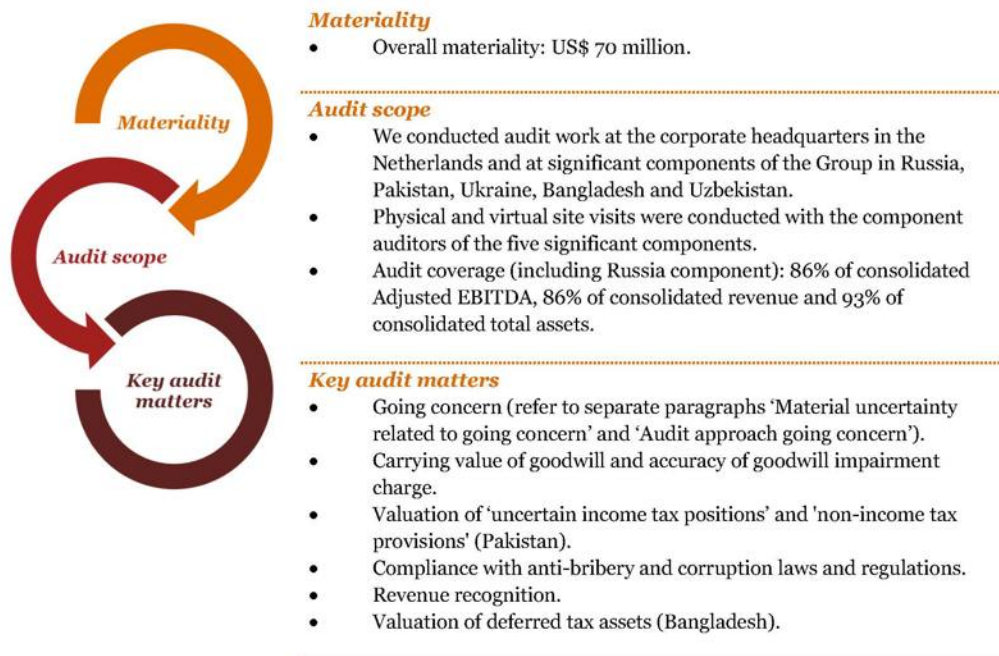 Materiality
Audit scope
Key audit
matters
Materiality
• Overall materiality: US$ 70 million.
Audit scope
• We conducted audit work at the corporate headquarters in the
Netherlands and at significant components of the Group in Russia,
Pakistan, Ukraine, Bangladesh and Uzbekistan.
• Physical and virtual site visits were conducted with the component
auditors of the five significant components.
• Audit coverage (including Russia component): 86% of consolidated
Adjusted EBITDA, 86% of consolidated revenue and 93% of
consolidated total assets.
Key audit matters
• Going concern (refer to separate paragraphs ‘Material uncertainty
related to going concern’ and ‘Audit approach going concern’).
• Carrying value of goodwill and accuracy of goodwill impairment
charge.
• Valuation of ‘uncertain income tax positions’ and 'non-income tax
provisions' (Pakistan).
• Compliance with anti-bribery and corruption laws and regulations.
• Revenue recognition.
• Valuation of deferred tax assets (Bangladesh).